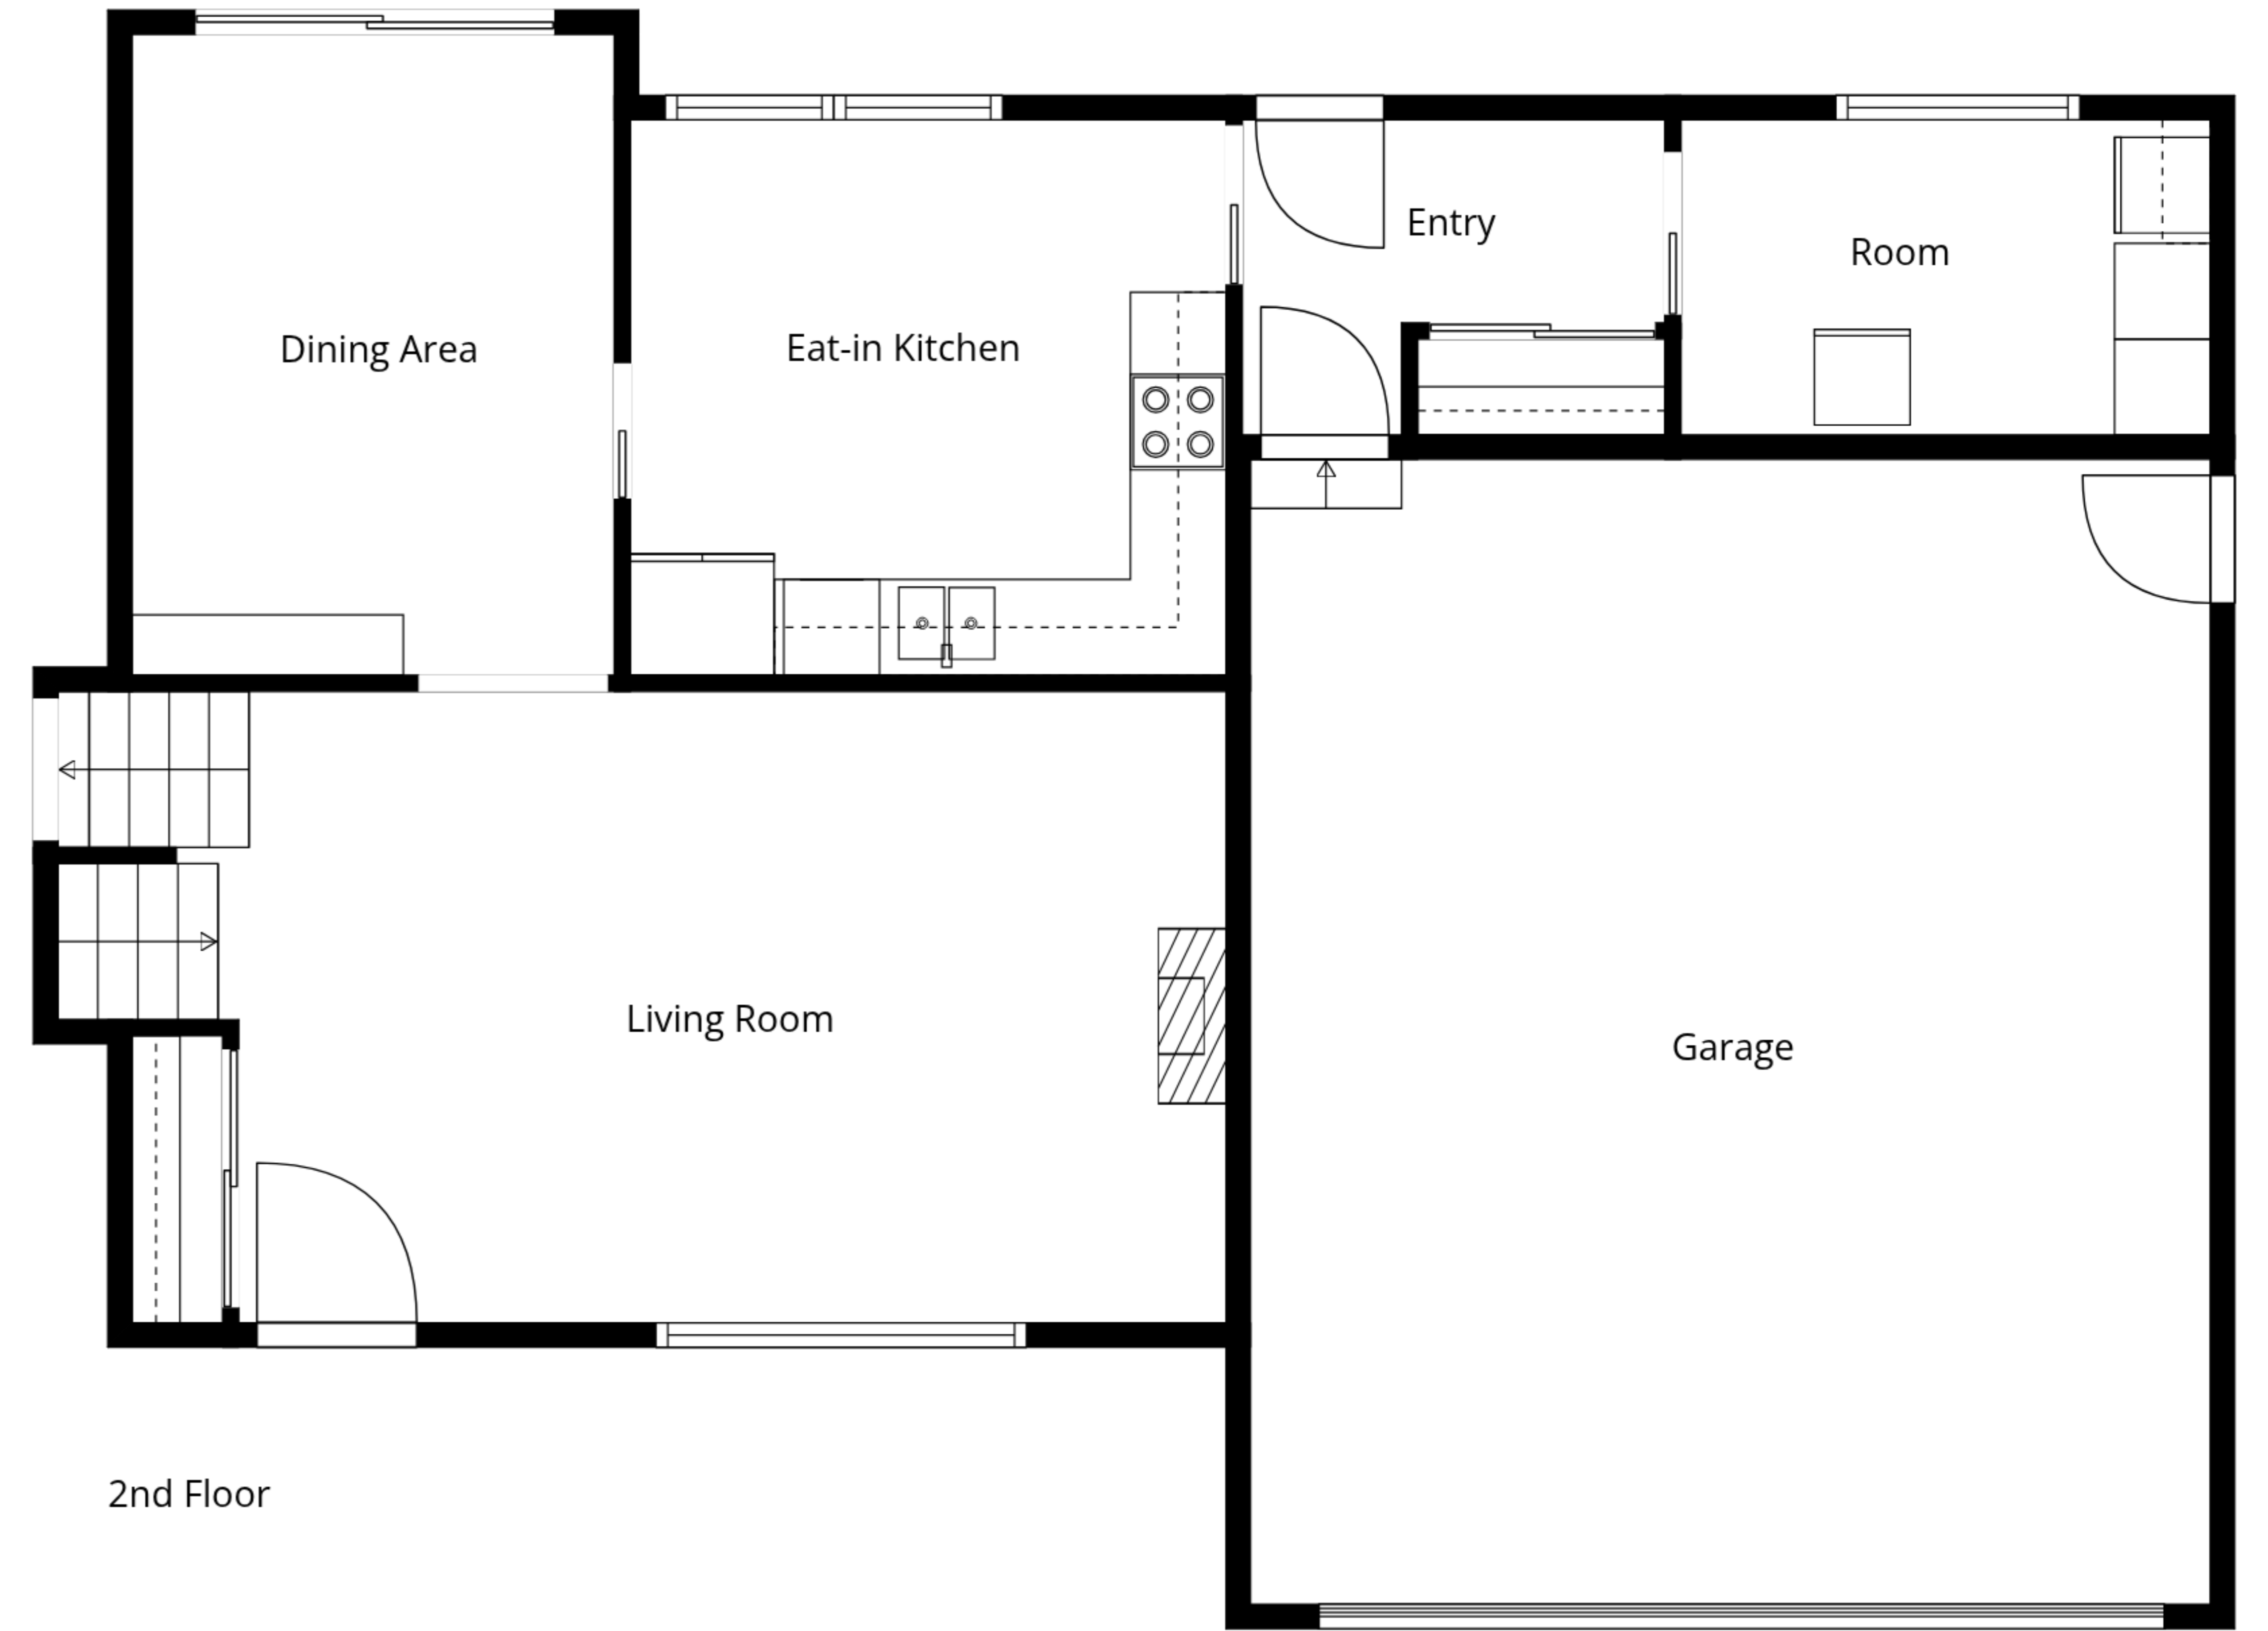 Entry
Room
Dining Area
Eat-in Kitchen
Living Room
Garage
2nd Floor